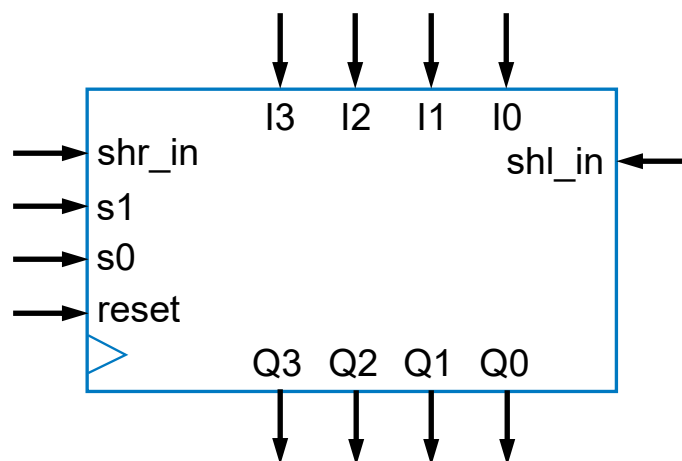 I3 I2 I1 I0
shr_in
shl_in
s1
s0
reset
Q3 Q2 Q1 Q0